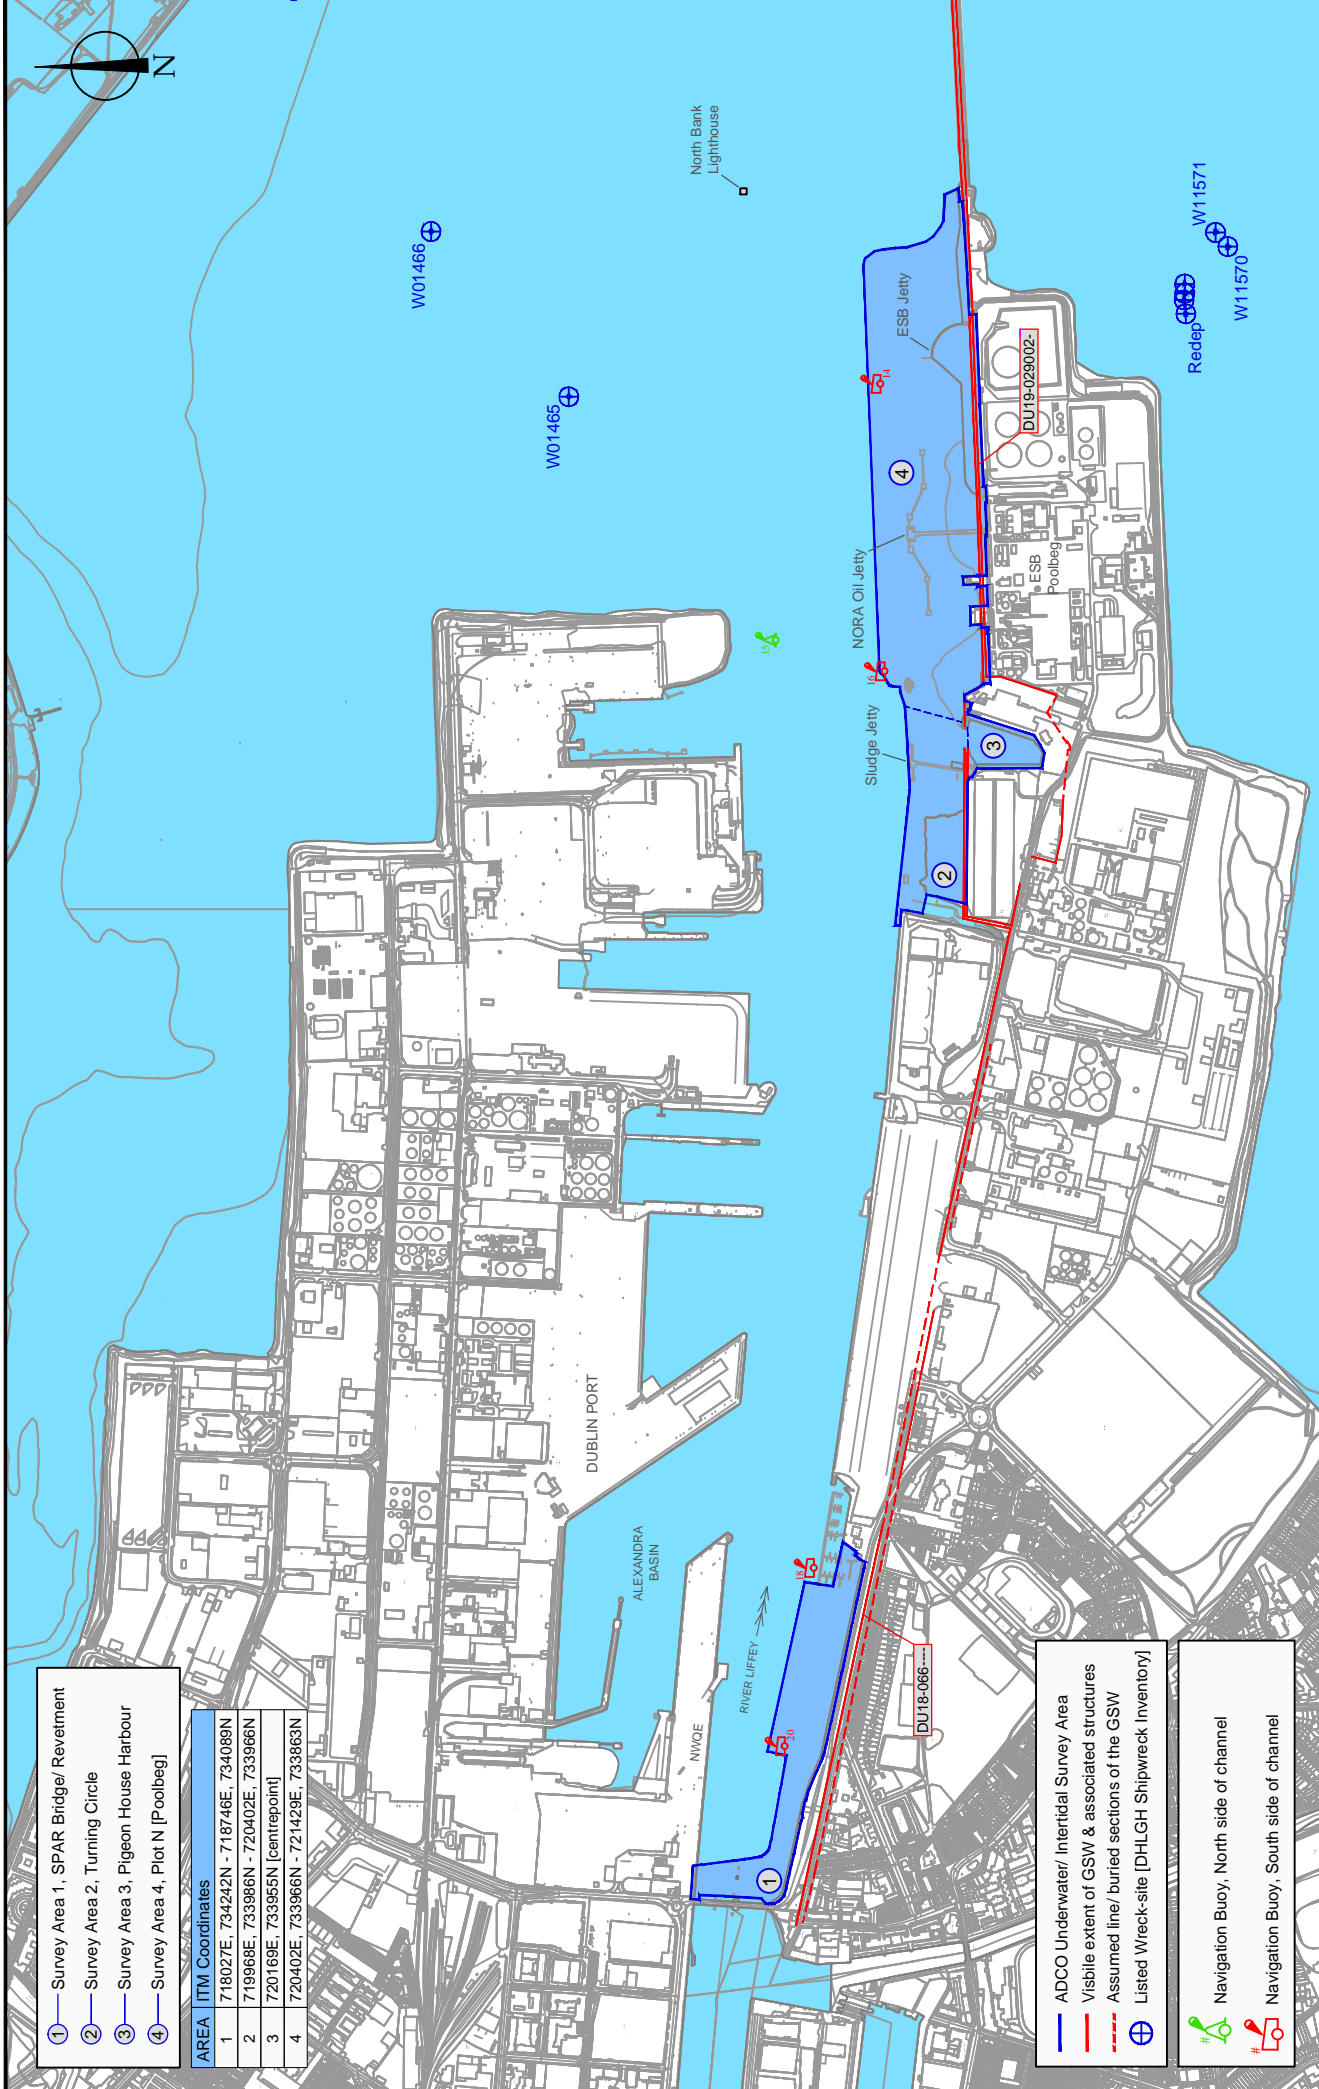 1 Survey Area 1, SPAR Bridge/ Revetment
2 Survey Area 2, Turning Circle
3 Survey Area 3, Pigeon House Harbour
4 Survey Area 4, Plot N [Poolbeg]
AREA ITM Coordinates
1 718027E, 734242N - 718746E, 734089N
2 719968E, 733986N - 720402E, 733966N
3 720169E, 733955N [centrepoint]
4 720402E, 733966N - 721429E, 733863N
N
W01466
W01465
North Bank
Lighthouse
DUBLIN PORT
ALEXANDRA
BASIN
NWQE
RIVER LIFFEY
15
20
18
16
14
Sludge Jetty
NORA Oil Jetty
ESB Jetty
1
2
3
4
ESB
Poolbeg
DU18-066----
DU19-029002-
Redep
W11571
W11570
ADCO Underwater/ Intertidal Survey Area
Visbile extent of GSW & associated structures
Assumed line/ buried sections of the GSW
Listed Wreck-site [DHLGH Shipwreck Inventory]
# Navigation Buoy, North side of channel
# Navigation Buoy, South side of channel